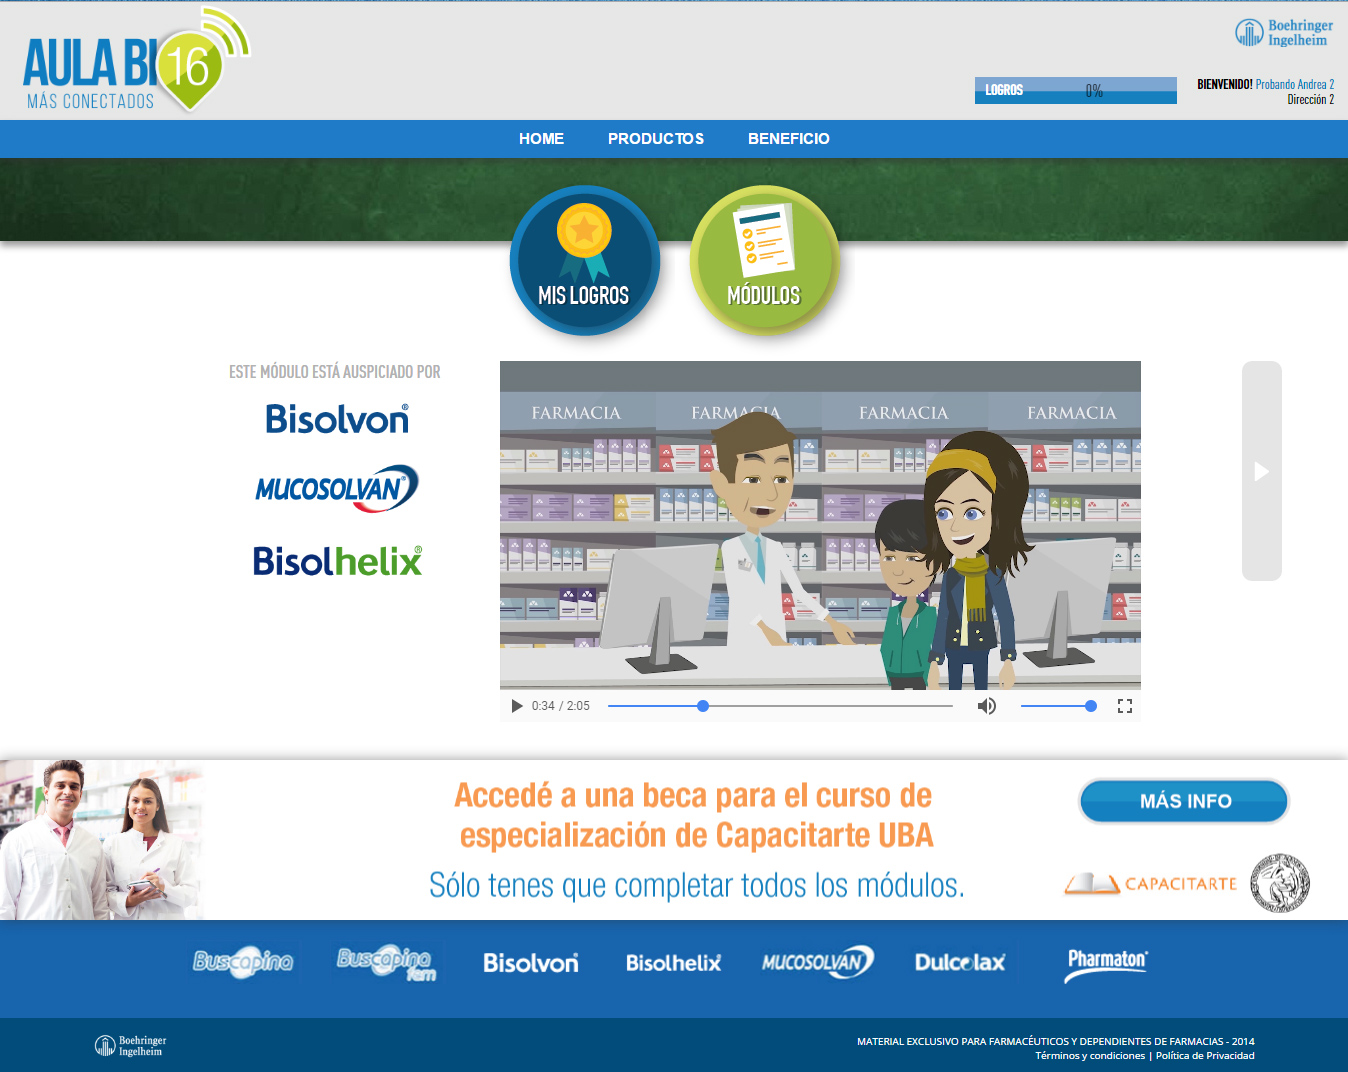 AULA BI 16
MÁS CONECTADOS
Boehringer
Ingelheim
LOGROS 0%
BIENVENIDO! Probando Andrea 2
Dirección 2
HOME PRODUCTOS BENEFICIO
MIS LOGROS MÓDULOS
ESTE MÓDULO ESTÁ AUSPICIADO POR
Bisolvon®
MUCOSOLVAN®
Bisolhelix®
FARMACIA FARMACIA FARMACIA FARMACIA
0:34 / 2:05
Accedé a una beca para el curso de
especialización de Capacitarte UBA
Sólo tenes que completar todos los módulos.
MÁS INFO
CAPACITARTE
Buscapina Buscapina fem Bisolvon Bisolhelix MUCOSOLVAN Dulcolax Pharmaton®
Boehringer
Ingelheim
MATERIAL EXCLUSIVO PARA FARMACÉUTICOS Y DEPENDIENTES DE FARMACIAS - 2014
Términos y condiciones | Política de Privacidad